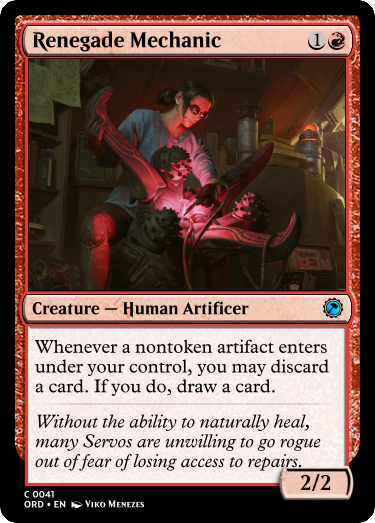 Renegade Mechanic 1
Creature — Human Artificer
Whenever a nontoken artifact enters
under your control, you may discard
a card. If you do, draw a card.
Without the ability to naturally heal,
many Servos are unwilling to go rogue
out of fear of losing access to repairs.
2/2
C 0041
ORD • EN Viko Menezes